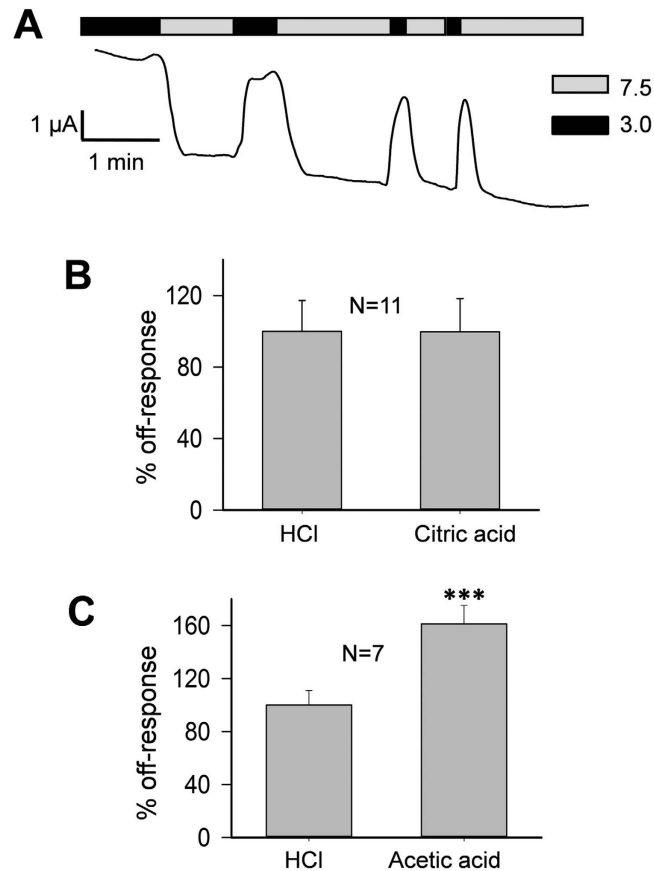 A
7.5
3.0
1 µA
1 min
B
% off-response
120
80
40
0
N=11
HCl
Citric acid
C
% off-response
160
120
80
40
0
***
N=7
HCl
Acetic acid